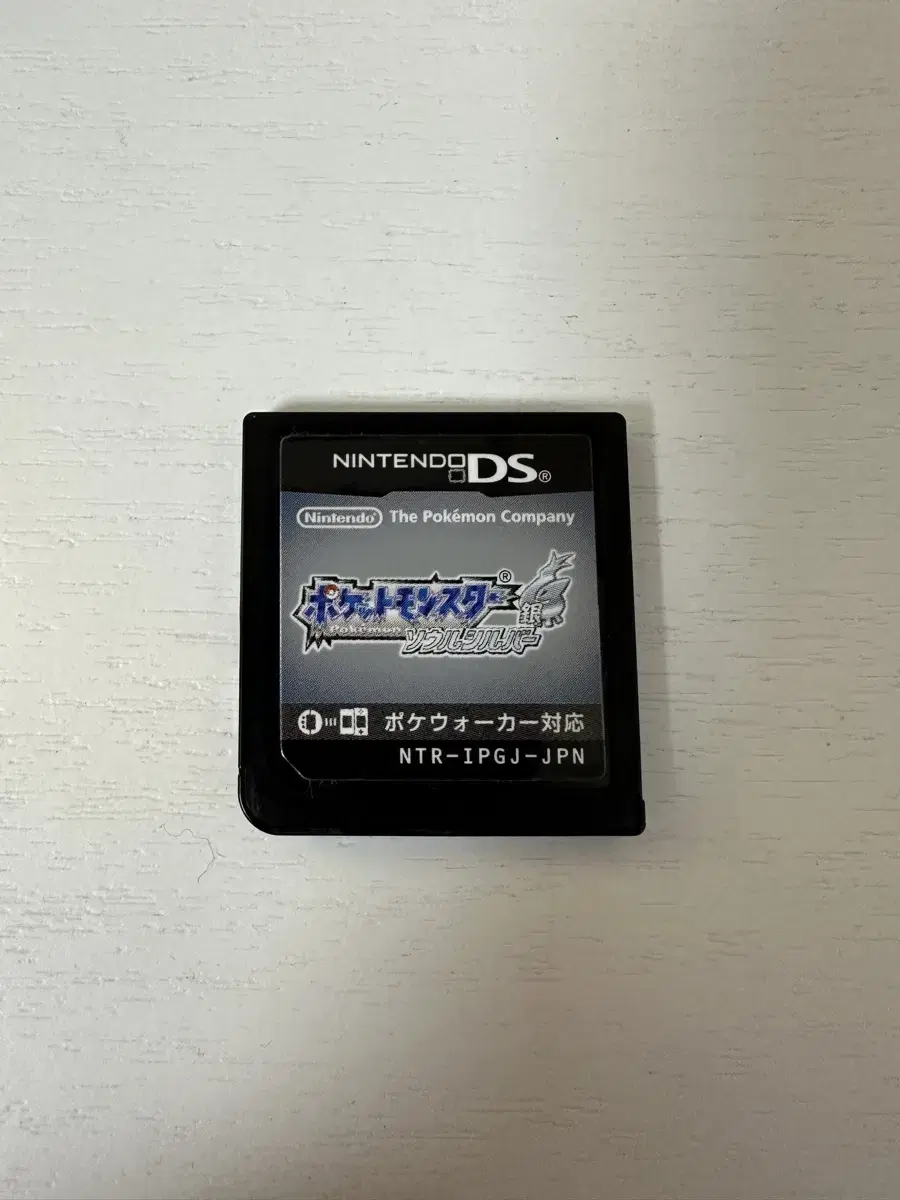 NINTENDO DS®
Nintendo® The Pokémon Company
ポケットモンスター®
Pokémon
銀
ソウルシルバー
ポケウォーカー対応
NTR-IPGJ-JPN